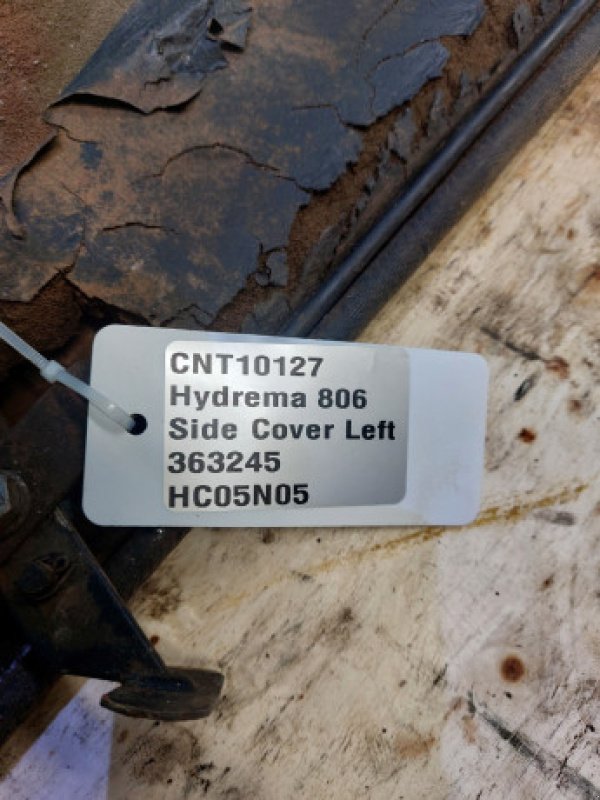 CNT10127
Hydrema 806
Side Cover Left
363245
HC05N05